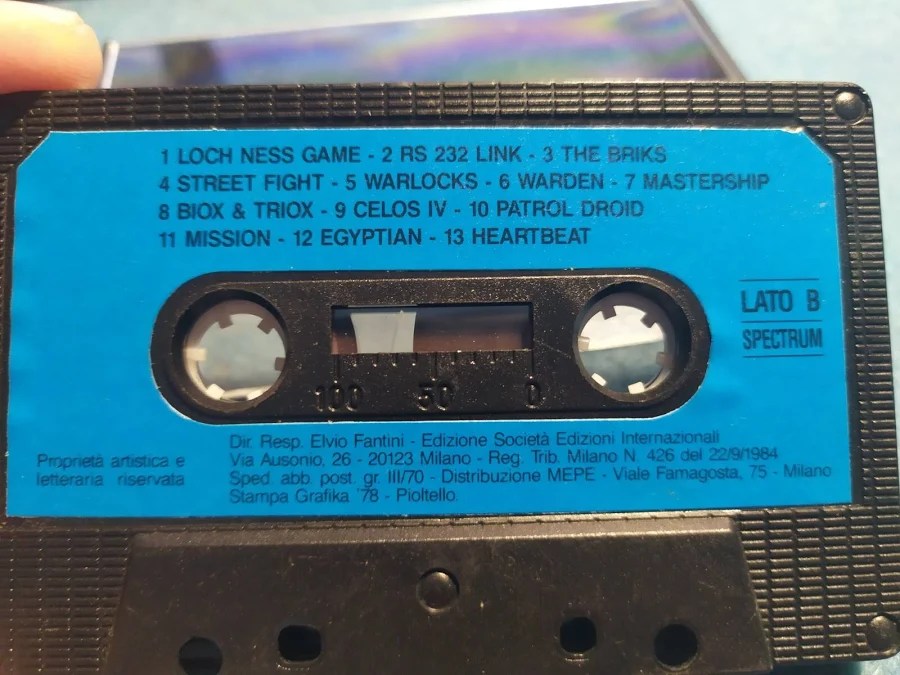 1 LOCH NESS GAME - 2 RS 232 LINK - 3 THE BRIKS
4 STREET FIGHT - 5 WARLOCKS - 6 WARDEN - 7 MASTERSHIP
8 BIOX & TRIOX - 9 CELOS IV - 10 PATROL DROID
11 MISSION - 12 EGYPTIAN - 13 HEARTBEAT
LATO B
SPECTRUM
100 50 0
Proprietà artistica e
letteraria riservata
Dir. Resp. Elvio Fantini - Edizione Società Edizioni Internazionali
Via Ausonio, 26 - 20123 Milano - Reg. Trib. Milano N. 426 del 22/9/1984
Sped. abb. post. gr. III/70 - Distribuzione MEPE - Viale Famagosta, 75 - Milano
Stampa Grafika '78 - Pioltello.